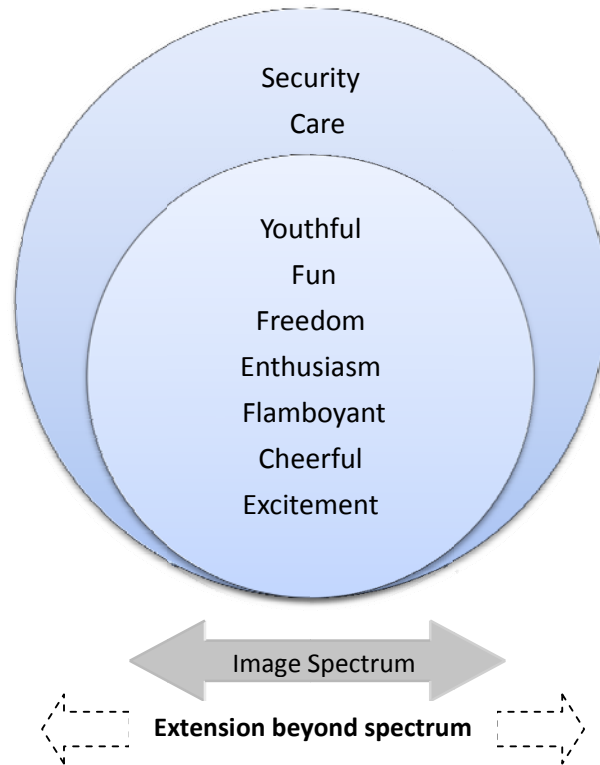 Security
Care
Youthful
Fun
Freedom
Enthusiasm
Flamboyant
Cheerful
Excitement
Image Spectrum
Extension beyond spectrum